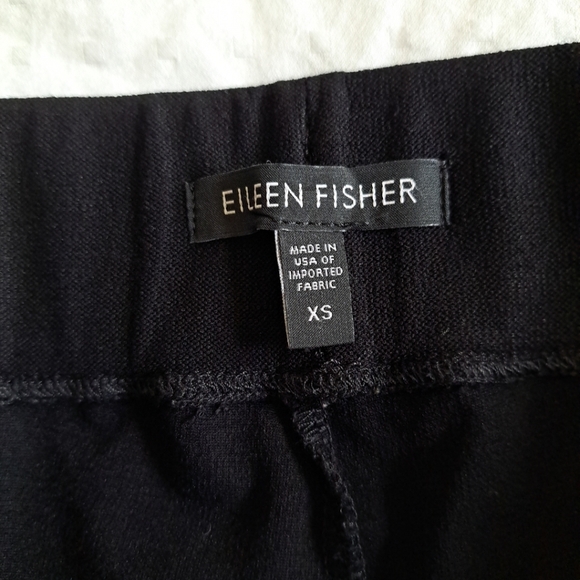 EILEEN FISHER
MADE IN
USA OF
IMPORTED
FABRIC
XS